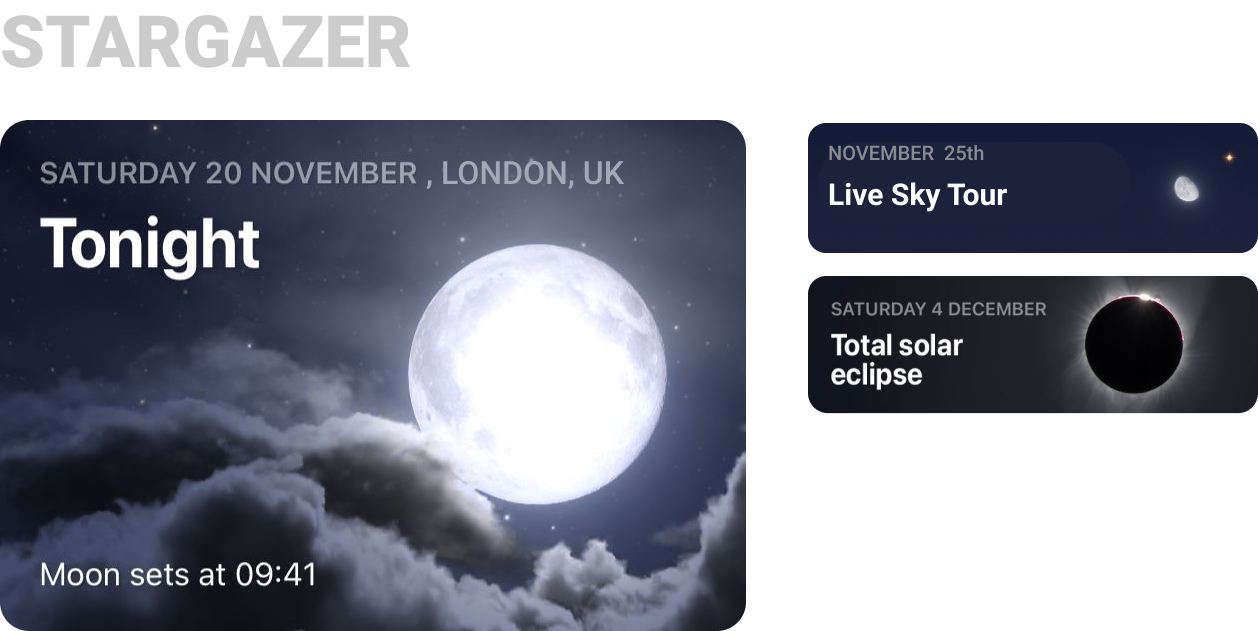 STARGAZER
SATURDAY 20 NOVEMBER , LONDON, UK
Tonight
Moon sets at 09:41
NOVEMBER 25th
Live Sky Tour
SATURDAY 4 DECEMBER
Total solar
eclipse